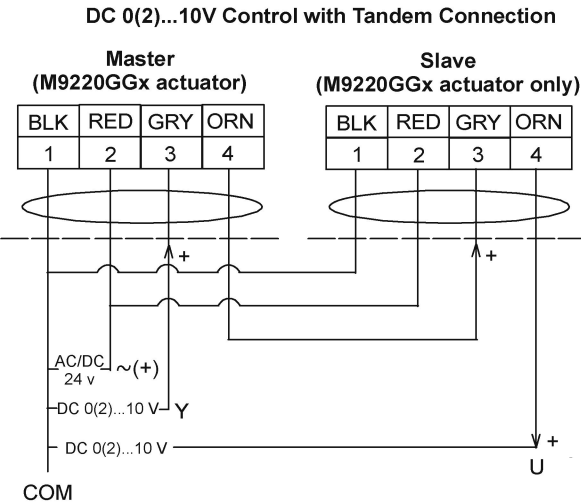 DC 0(2)...10V Control with Tandem Connection
Master
(M9220GGx actuator)
Slave
(M9220GGx actuator only)
BLK RED GRY ORN
1 2 3 4
BLK RED GRY ORN
1 2 3 4
+
+
AC/DC
24 v
~(+)
DC 0(2)...10 V Y
DC 0(2)...10 V
+
U
COM